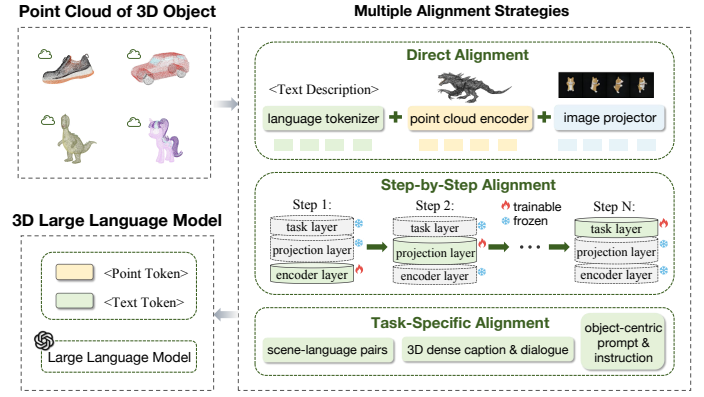 Point Cloud of 3D Object
Multiple Alignment Strategies
Direct Alignment
<Text Description>
language tokenizer
point cloud encoder
image projector
Step-by-Step Alignment
Step 1:
task layer
projection layer
encoder layer
Step 2:
task layer
projection layer
encoder layer
trainable
frozen
Step N:
task layer
projection layer
encoder layer
Task-Specific Alignment
scene-language pairs
3D dense caption & dialogue
object-centric
prompt &
instruction
3D Large Language Model
<Point Token>
<Text Token>
Large Language Model